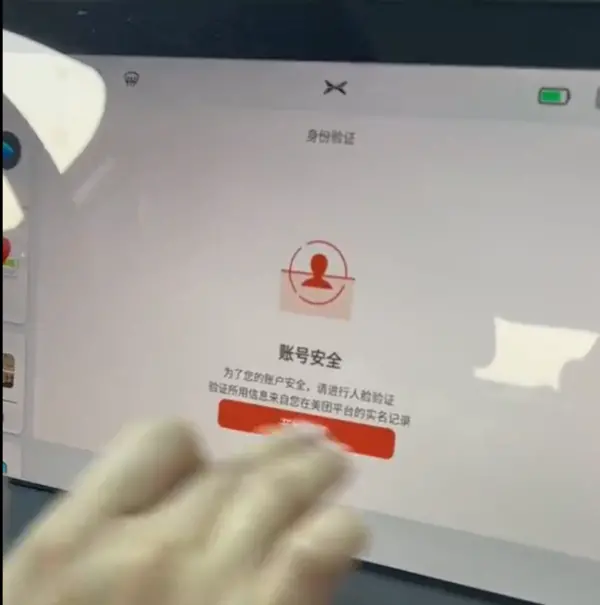 身份验证
账号安全
为了您的账户安全，请进行人脸验证
验证所用信息来自您在美团平台的实名记录